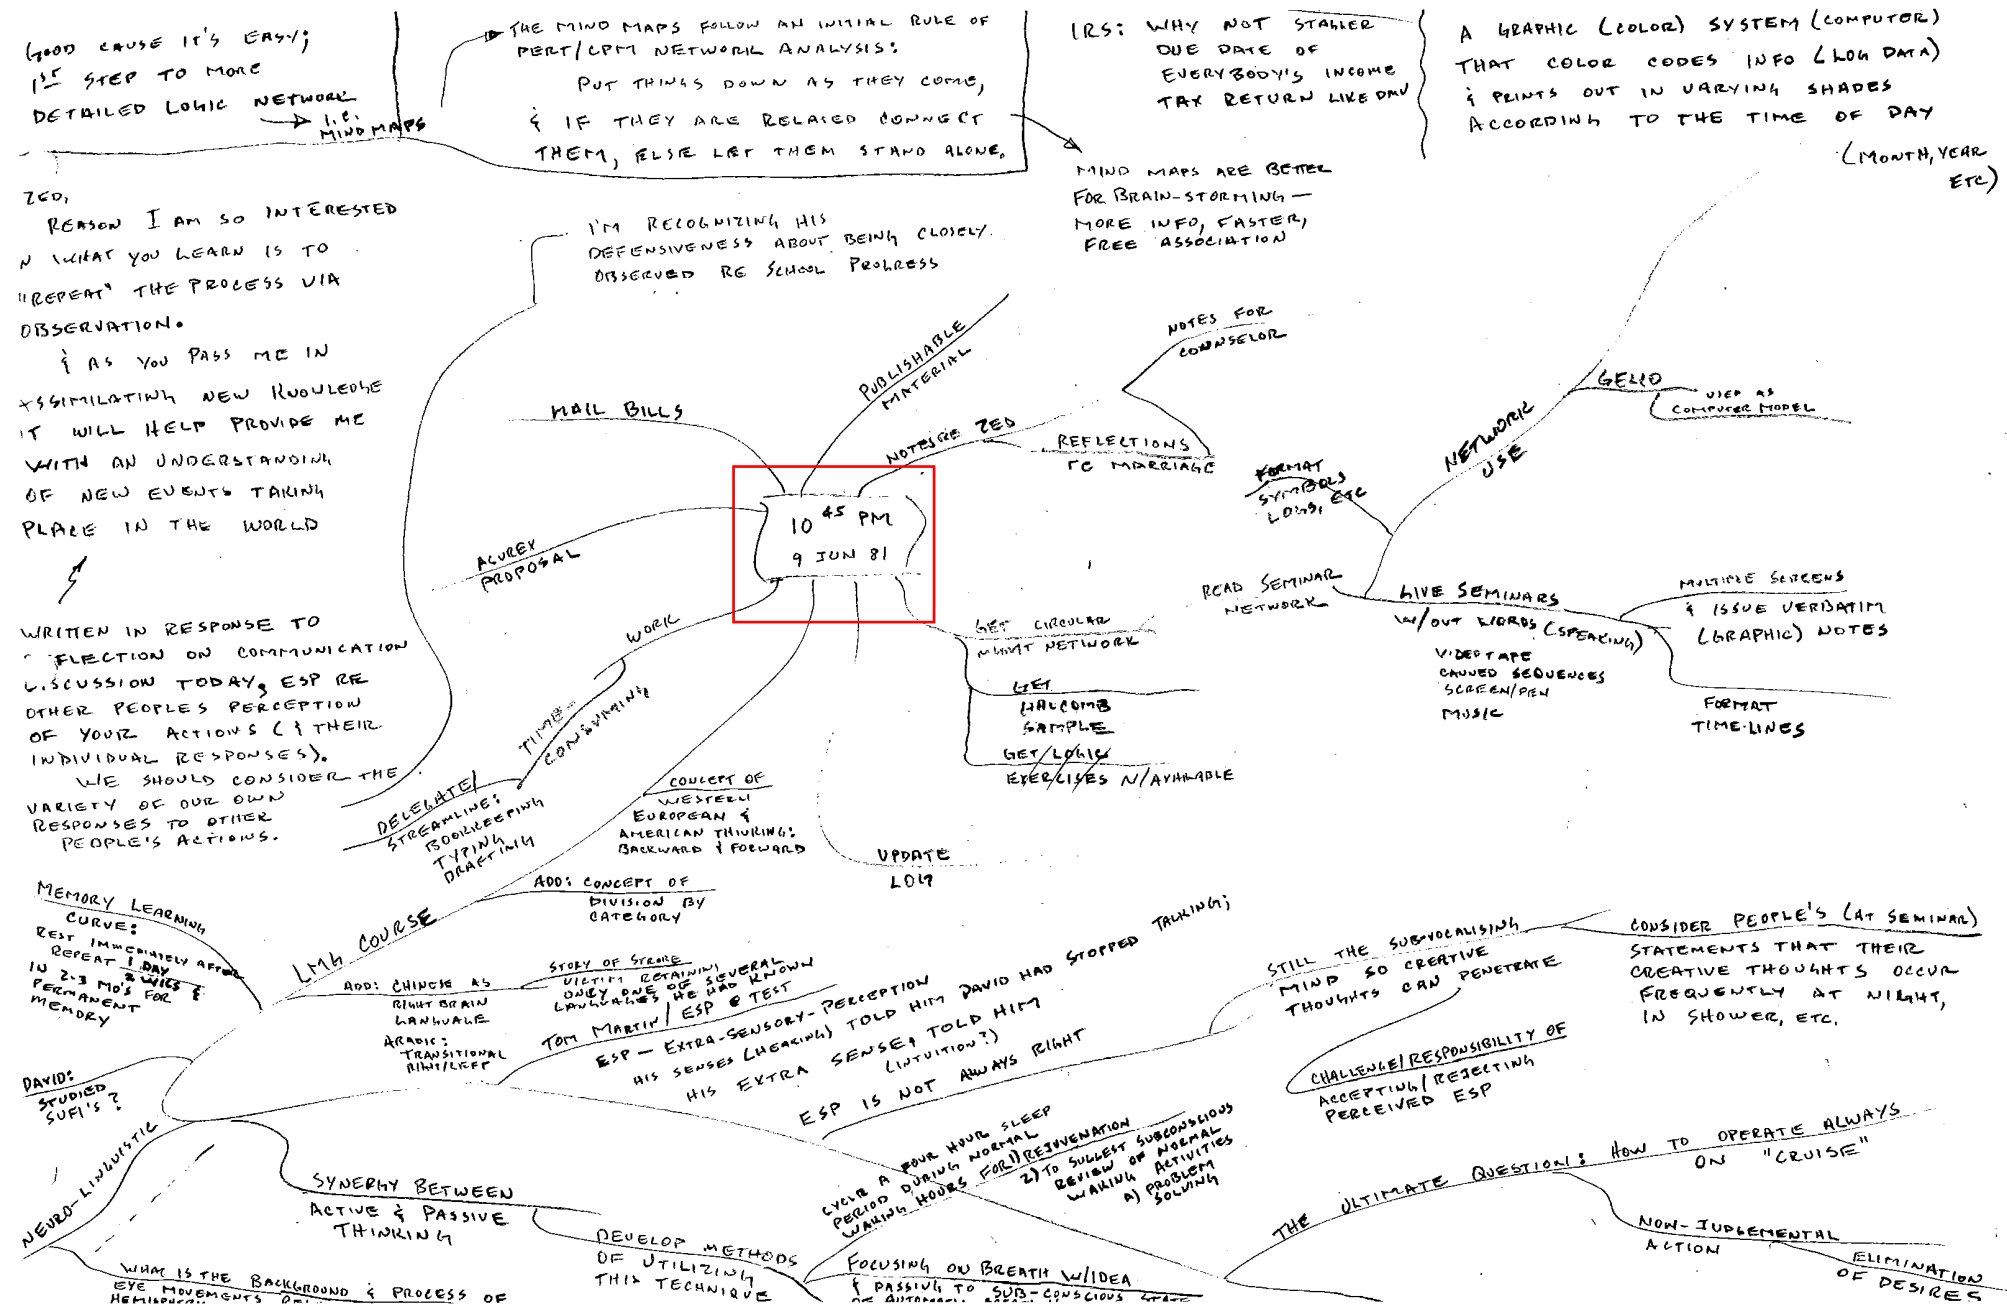 GOOD CAUSE IT'S EASY;
1ST STEP TO MORE
DETAILED LOGIC NETWORK
I.E.
MIND MAPS
THE MIND MAPS FOLLOW AN INITIAL RULE OF
PERT/CPM NETWORK ANALYSIS:
PUT THINGS DOWN AS THEY COME,
& IF THEY ARE RELATED CONNECT
THEM, ELSE LET THEM STAND ALONE.
IRS: WHY NOT STAGGER
DUE DATE OF
EVERYBODY'S INCOME
TAX RETURN LIKE DMV
A GRAPHIC (COLOR) SYSTEM (COMPUTER)
THAT COLOR CODES INFO (LOG DATA)
& PRINTS OUT IN VARYING SHADES
ACCORDING TO THE TIME OF DAY
(MONTH, YEAR
ETC)
MIND MAPS ARE BETTER
FOR BRAIN-STORMING —
MORE INFO, FASTER,
FREE ASSOCIATION
ZED,
REASON I AM SO INTERESTED
N WHAT YOU LEARN IS TO
"REPEAT" THE PROCESS VIA
OBSERVATION.
& AS YOU PASS ME IN
ASSIMILATING NEW KNOWLEDGE
IT WILL HELP PROVIDE ME
WITH AN UNDERSTANDING
OF NEW EVENTS TAKING
PLACE IN THE WORLD
WRITTEN IN RESPONSE TO
FLECTION ON COMMUNICATION
DISCUSSION TODAY, ESP RE
OTHER PEOPLES PERCEPTION
OF YOUR ACTIONS (& THEIR
INDIVIDUAL RESPONSES).
WE SHOULD CONSIDER THE
VARIETY OF OUR OWN
RESPONSES TO OTHER
PEOPLE'S ACTIONS.
I'M RECOGNIZING HIS
DEFENSIVENESS ABOUT BEING CLOSELY
OBSERVED RE SCHOOL PROGRESS
MAIL BILLS
PUBLISHABLE
MATERIAL
NOTES RE ZED
NOTES FOR
COUNSELOR
REFLECTIONS
RE MARRIAGE
10 45 PM
9 JUN 81
ACUREX
PROPOSAL
WORK
TIME-
CONSUMING
DELEGATE/
STREAMLINE:
BOOKKEEPING
TYPING
DRAFTING
GET CIRCULAR
MGMT NETWORK
GET
HALCOMB
SAMPLE
GET/LOGIC
EXERCISES N/AVAILABLE
READ SEMINAR
NETWORK
FORMAT
SYMBOLS
LOGS, ETC
NETWORK
USE
GEMO
USED AS
COMPUTER MODEL
LIVE SEMINARS
W/OUT WORDS (SPEAKING)
VIDEOTAPE
CANNED SEQUENCES
SCREEN/PEN
MUSIC
MULTIPLE SCREENS
& ISSUE VERBATIM
(GRAPHIC) NOTES
FORMAT
TIME-LINES
UPDATE
LOG
CONCEPT OF
WESTERN
EUROPEAN &
AMERICAN THINKING:
BACKWARD & FORWARD
ADD: CONCEPT OF
DIVISION BY
CATEGORY
LMG COURSE
MEMORY LEARNING
CURVE:
REST IMMEDIATELY AFTER
REPEAT 1 DAY
2 WKS &
IN 2-3 MO'S FOR
PERMANENT
MEMORY
ADD: CHINESE AS
RIGHT BRAIN
LANGUAGE
ARABIC:
TRANSITIONAL
RIGHT/LEFT
STORY OF STROKE
VICTIM RETAINING
ONLY ONE OF SEVERAL
LANGUAGES HE HAD KNOWN
TOM MARTIN/ESP @ TEST
ESP — EXTRA-SENSORY-PERCEPTION
HIS SENSES (HEARING) TOLD HIM DAVID HAD STOPPED TALKING;
HIS EXTRA SENSE, TOLD HIM
(INTUITION?)
ESP IS NOT ALWAYS RIGHT
STILL THE SUB-VOCALISING
MIND SO CREATIVE
THOUGHTS CAN PENETRATE
CONSIDER PEOPLE'S (AT SEMINAR)
STATEMENTS THAT THEIR
CREATIVE THOUGHTS OCCUR
FREQUENTLY AT NIGHT,
IN SHOWER, ETC.
CHALLENGE/RESPONSIBILITY OF
ACCEPTING/REJECTING
PERCEIVED ESP
DAVID:
STUDIED
SUFI'S?
NEURO-LINGUISTIC
SYNERGY BETWEEN
ACTIVE & PASSIVE
THINKING
DEVELOP METHODS
OF UTILIZING
THIS TECHNIQUE
CYCLE A FOUR HOUR SLEEP
PERIOD DURING NORMAL
WAKING HOURS FOR 1) REJUVENATION
2) TO SUGGEST SUBCONSCIOUS
REVIEW OF NORMAL
WAKING ACTIVITIES
A) PROBLEM
SOLVING
FOCUSING ON BREATH W/IDEA
& PASSING TO SUB-CONSCIOUS STATE
THE ULTIMATE QUESTION: HOW TO OPERATE ALWAYS
ON "CRUISE"
NON-JUDGEMENTAL
ACTION
ELIMINATION
OF DESIRES
WHAT IS THE BACKGROUND & PROCESS OF
EYE MOVEMENTS